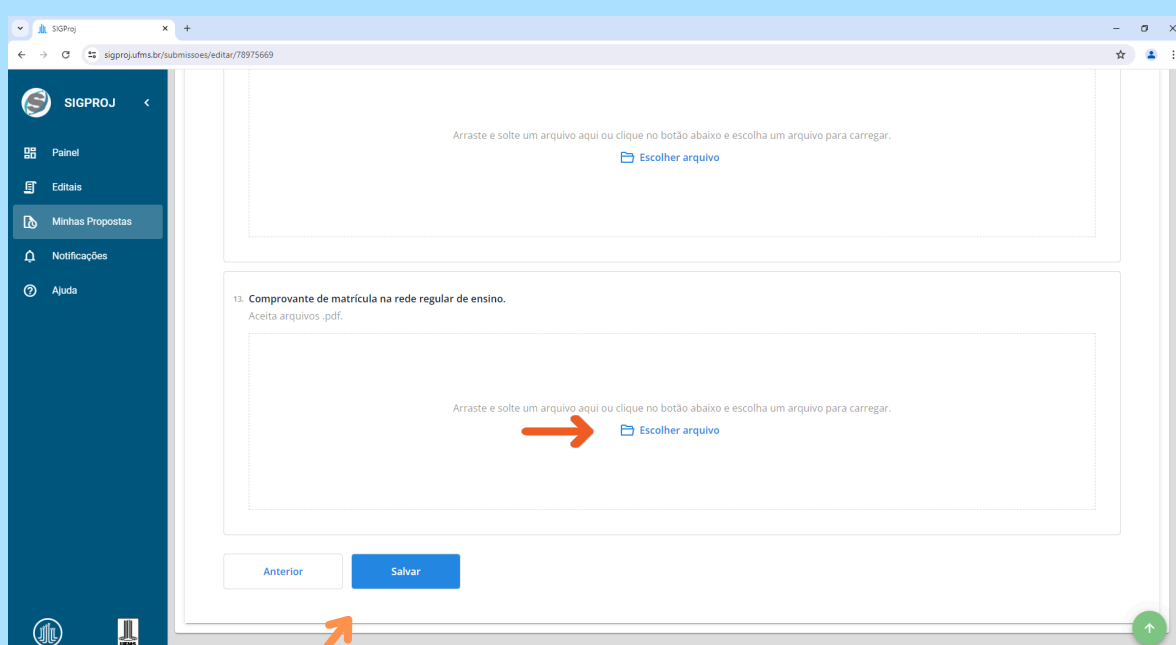 SIGProj
sigproj.ufms.br/submissoes/editar/78975669
SIGPROJ
Painel
Editais
Minhas Propostas
Notificações
Ajuda
Arraste e solte um arquivo aqui ou clique no botão abaixo e escolha um arquivo para carregar.
Escolher arquivo
13. Comprovante de matrícula na rede regular de ensino.
Aceita arquivos .pdf.
Arraste e solte um arquivo aqui ou clique no botão abaixo e escolha um arquivo para carregar.
Escolher arquivo
Anterior
Salvar
UFMS